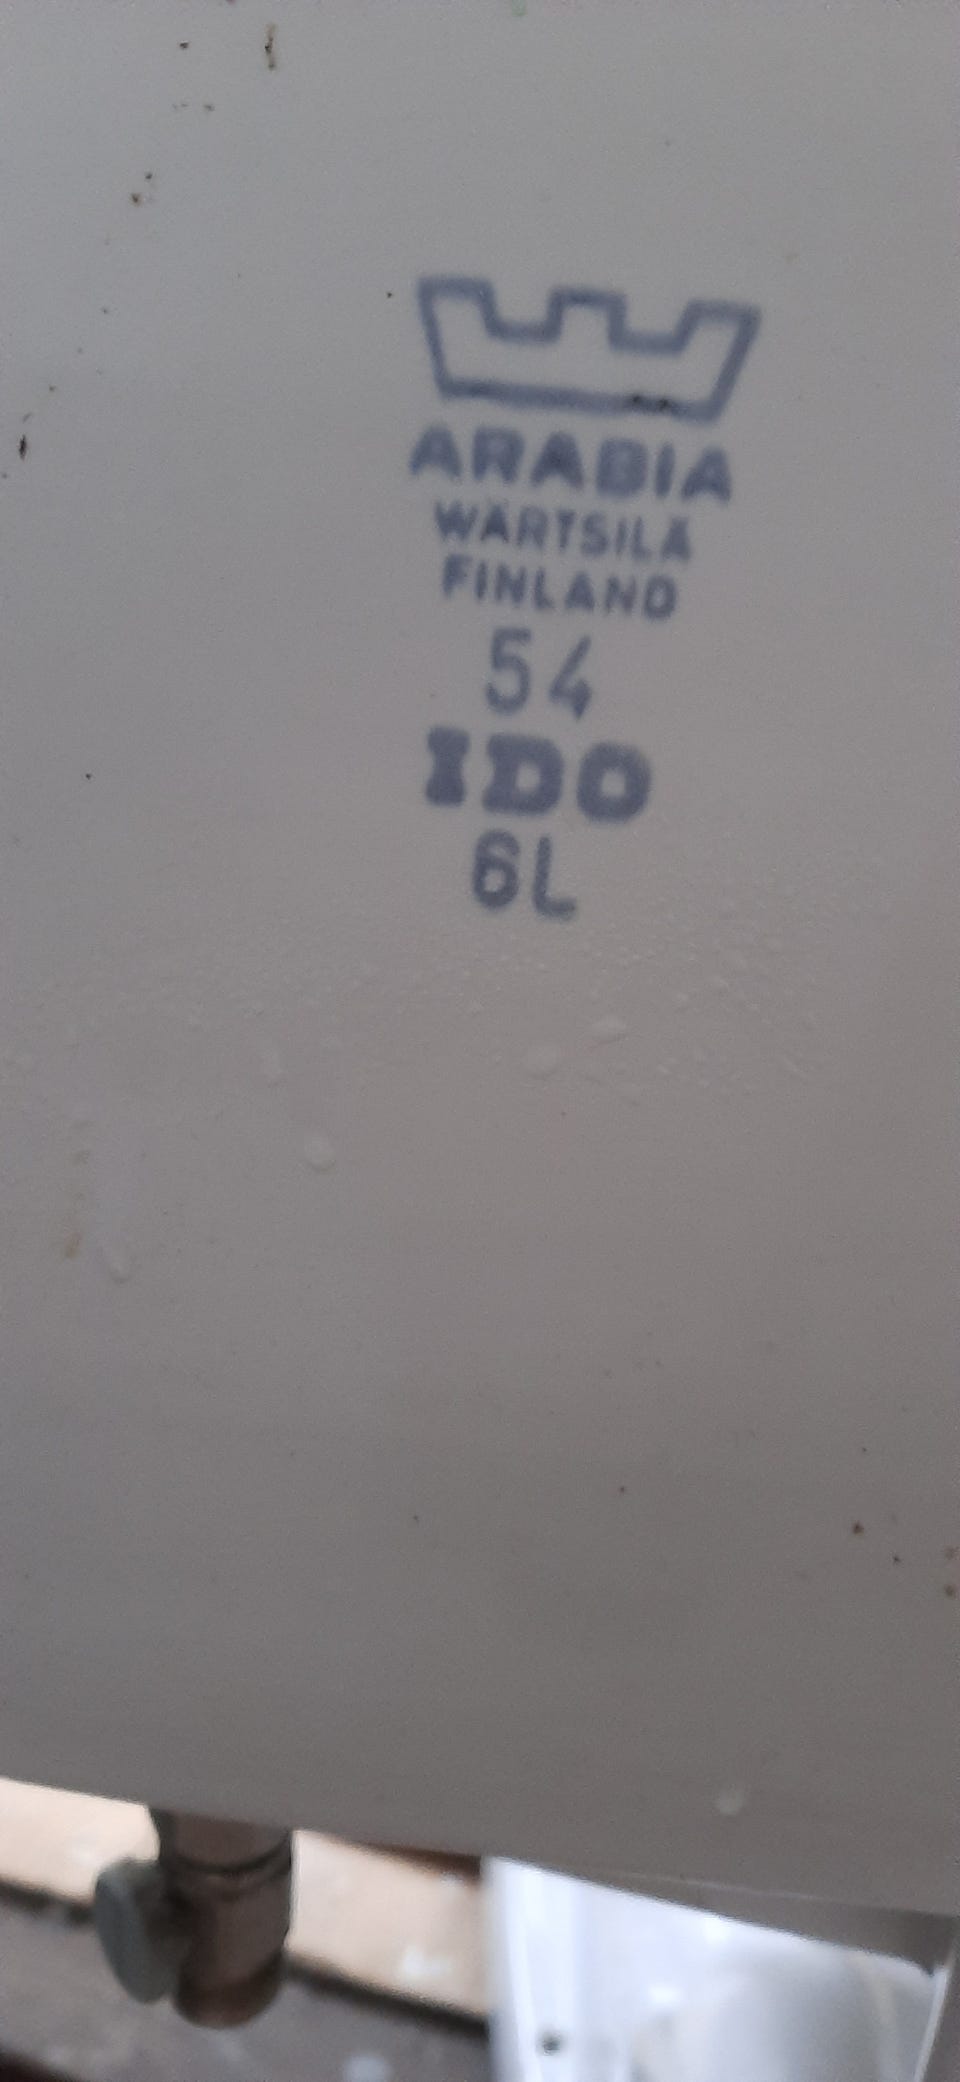 ARABIA
WÄRTSILÄ
FINLAND
54
IDO
6L